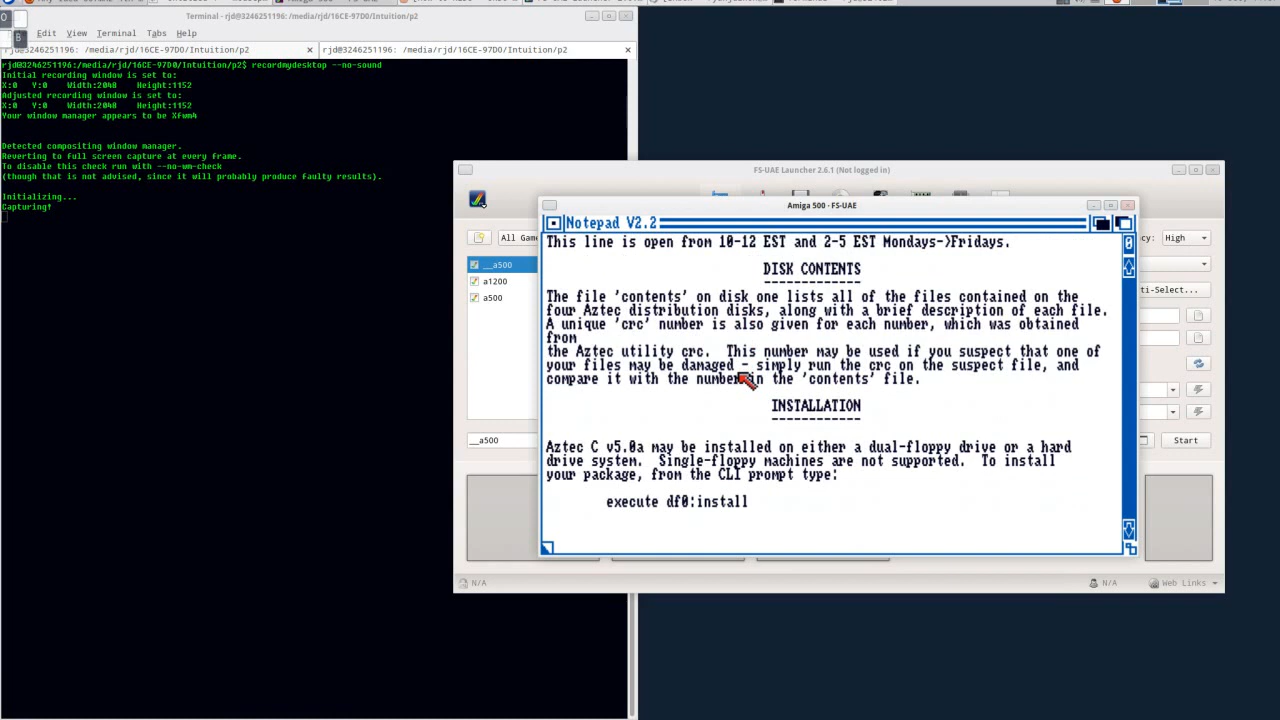 Terminal - rjd@3246251196: /media/rjd/16CE-97D0/Intuition/p2
Edit View Terminal Tabs Help
rjd@3246251196: /media/rjd/16CE-97D0/Intuition/p2
rjd@3246251196: /media/rjd/16CE-97D0/Intuition/p2
rjd@3246251196:/media/rjd/16CE-97D0/Intuition/p2$ recordmydesktop --no-sound
Initial recording window is set to:
X:0 Y:0 Width:2048 Height:1152
Adjusted recording window is set to:
X:0 Y:0 Width:2048 Height:1152
Your window manager appears to be Xfwm4
Detected compositing window manager.
Reverting to full screen capture at every frame.
To disable this check run with --no-wm-check
(though that is not advised, since it will probably produce faulty results).
Initializing...
Capturing!
FS-UAE Launcher 2.6.1 (Not logged in)
All Gam
__a500
a1200
a500
__a500
cy: High
ti-Select...
Start
N/A
N/A
Web Links
Amiga 500 - FS-UAE
Notepad V2.2
This line is open from 10-12 EST and 2-5 EST Mondays->Fridays.
DISK CONTENTS
-------------
The file 'contents' on disk one lists all of the files contained on the
four Aztec distribution disks, along with a brief description of each file.
A unique 'crc' number is also given for each number, which was obtained
from
the Aztec utility crc. This number may be used if you suspect that one of
your files may be damaged - simply run the crc on the suspect file, and
compare it with the number in the 'contents' file.
INSTALLATION
------------
Aztec C v5.0a may be installed on either a dual-floppy drive or a hard
drive system. Single-floppy machines are not supported. To install
your package, from the CLI prompt type:
execute df0:install